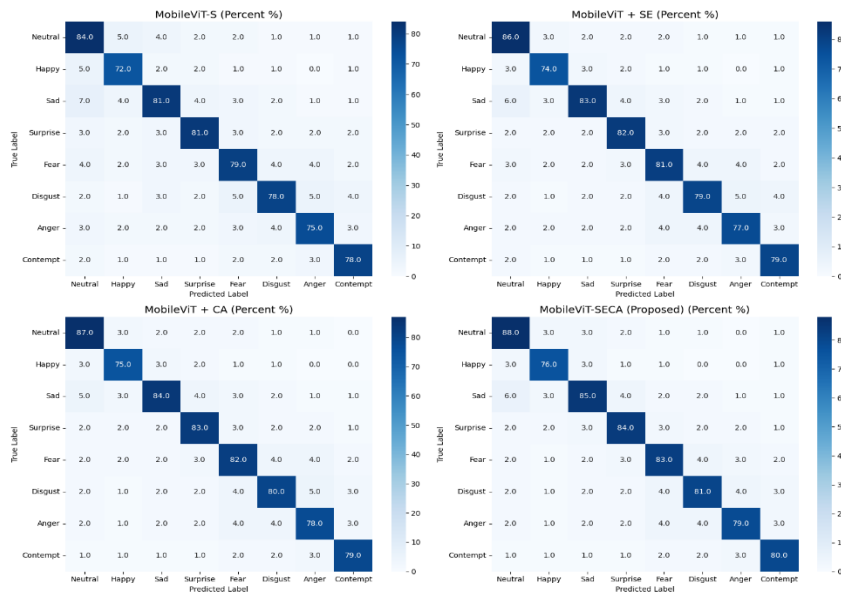 MobileViT-S (Percent %)
True Label
Neutral 84.0 5.0 4.0 2.0 2.0 1.0 1.0 1.0
Happy 5.0 72.0 2.0 2.0 1.0 1.0 0.0 1.0
Sad 7.0 4.0 81.0 4.0 3.0 2.0 1.0 1.0
Surprise 3.0 2.0 3.0 81.0 3.0 2.0 2.0 2.0
Fear 4.0 2.0 3.0 3.0 79.0 4.0 4.0 2.0
Disgust 2.0 1.0 3.0 2.0 5.0 78.0 5.0 4.0
Anger 3.0 2.0 2.0 2.0 3.0 4.0 75.0 3.0
Contempt 2.0 1.0 1.0 1.0 2.0 2.0 3.0 78.0
Neutral Happy Sad Surprise Fear Disgust Anger Contempt
Predicted Label
80
70
60
50
40
30
20
10
0
MobileViT + SE (Percent %)
True Label
Neutral 86.0 3.0 2.0 2.0 2.0 1.0 1.0 1.0
Happy 3.0 74.0 3.0 2.0 1.0 1.0 0.0 1.0
Sad 6.0 3.0 83.0 4.0 3.0 2.0 1.0 1.0
Surprise 2.0 2.0 2.0 82.0 3.0 2.0 2.0 2.0
Fear 3.0 2.0 2.0 3.0 81.0 4.0 4.0 2.0
Disgust 2.0 1.0 2.0 2.0 4.0 79.0 5.0 4.0
Anger 2.0 2.0 2.0 2.0 3.0 4.0 77.0 3.0
Contempt 2.0 1.0 1.0 1.0 2.0 2.0 3.0 79.0
Neutral Happy Sad Surprise Fear Disgust Anger Contempt
Predicted Label
80
70
60
50
40
30
20
10
0
MobileViT + CA (Percent %)
True Label
Neutral 87.0 3.0 2.0 2.0 2.0 1.0 1.0 0.0
Happy 3.0 75.0 3.0 2.0 1.0 1.0 0.0 0.0
Sad 5.0 3.0 84.0 4.0 3.0 2.0 1.0 1.0
Surprise 2.0 2.0 2.0 83.0 3.0 2.0 2.0 1.0
Fear 2.0 2.0 2.0 3.0 82.0 4.0 4.0 2.0
Disgust 2.0 1.0 2.0 2.0 4.0 80.0 5.0 3.0
Anger 2.0 1.0 2.0 2.0 4.0 4.0 78.0 3.0
Contempt 1.0 1.0 1.0 1.0 2.0 2.0 3.0 79.0
Neutral Happy Sad Surprise Fear Disgust Anger Contempt
Predicted Label
80
70
60
50
40
30
20
10
0
MobileViT-SECA (Proposed) (Percent %)
True Label
Neutral 88.0 3.0 3.0 2.0 1.0 1.0 1.0 0.0
Happy 3.0 76.0 3.0 1.0 1.0 0.0 0.0 1.0
Sad 6.0 3.0 85.0 4.0 3.0 2.0 1.0 1.0
Surprise 2.0 1.0 2.0 84.0 3.0 2.0 2.0 1.0
Fear 2.0 1.0 2.0 3.0 83.0 4.0 3.0 2.0
Disgust 2.0 1.0 2.0 2.0 4.0 81.0 4.0 3.0
Anger 2.0 1.0 2.0 2.0 3.0 4.0 79.0 3.0
Contempt 1.0 1.0 1.0 1.0 2.0 2.0 3.0 80.0
Neutral Happy Sad Surprise Fear Disgust Anger Contempt
Predicted Label
80
70
60
50
40
30
20
10
0